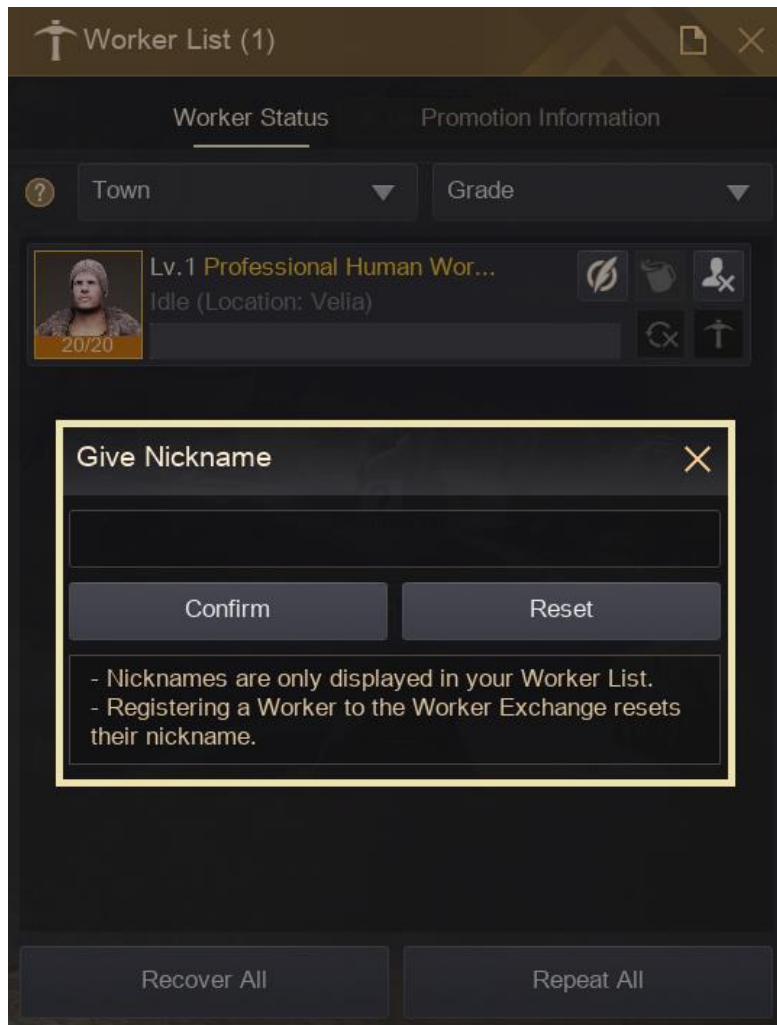 Worker List (1)
Worker Status Promotion Information
? Town Grade
Lv.1 Professional Human Wor...
Idle (Location: Velia)
20/20
Give Nickname
Confirm Reset
- Nicknames are only displayed in your Worker List.
- Registering a Worker to the Worker Exchange resets
their nickname.
Recover All Repeat All